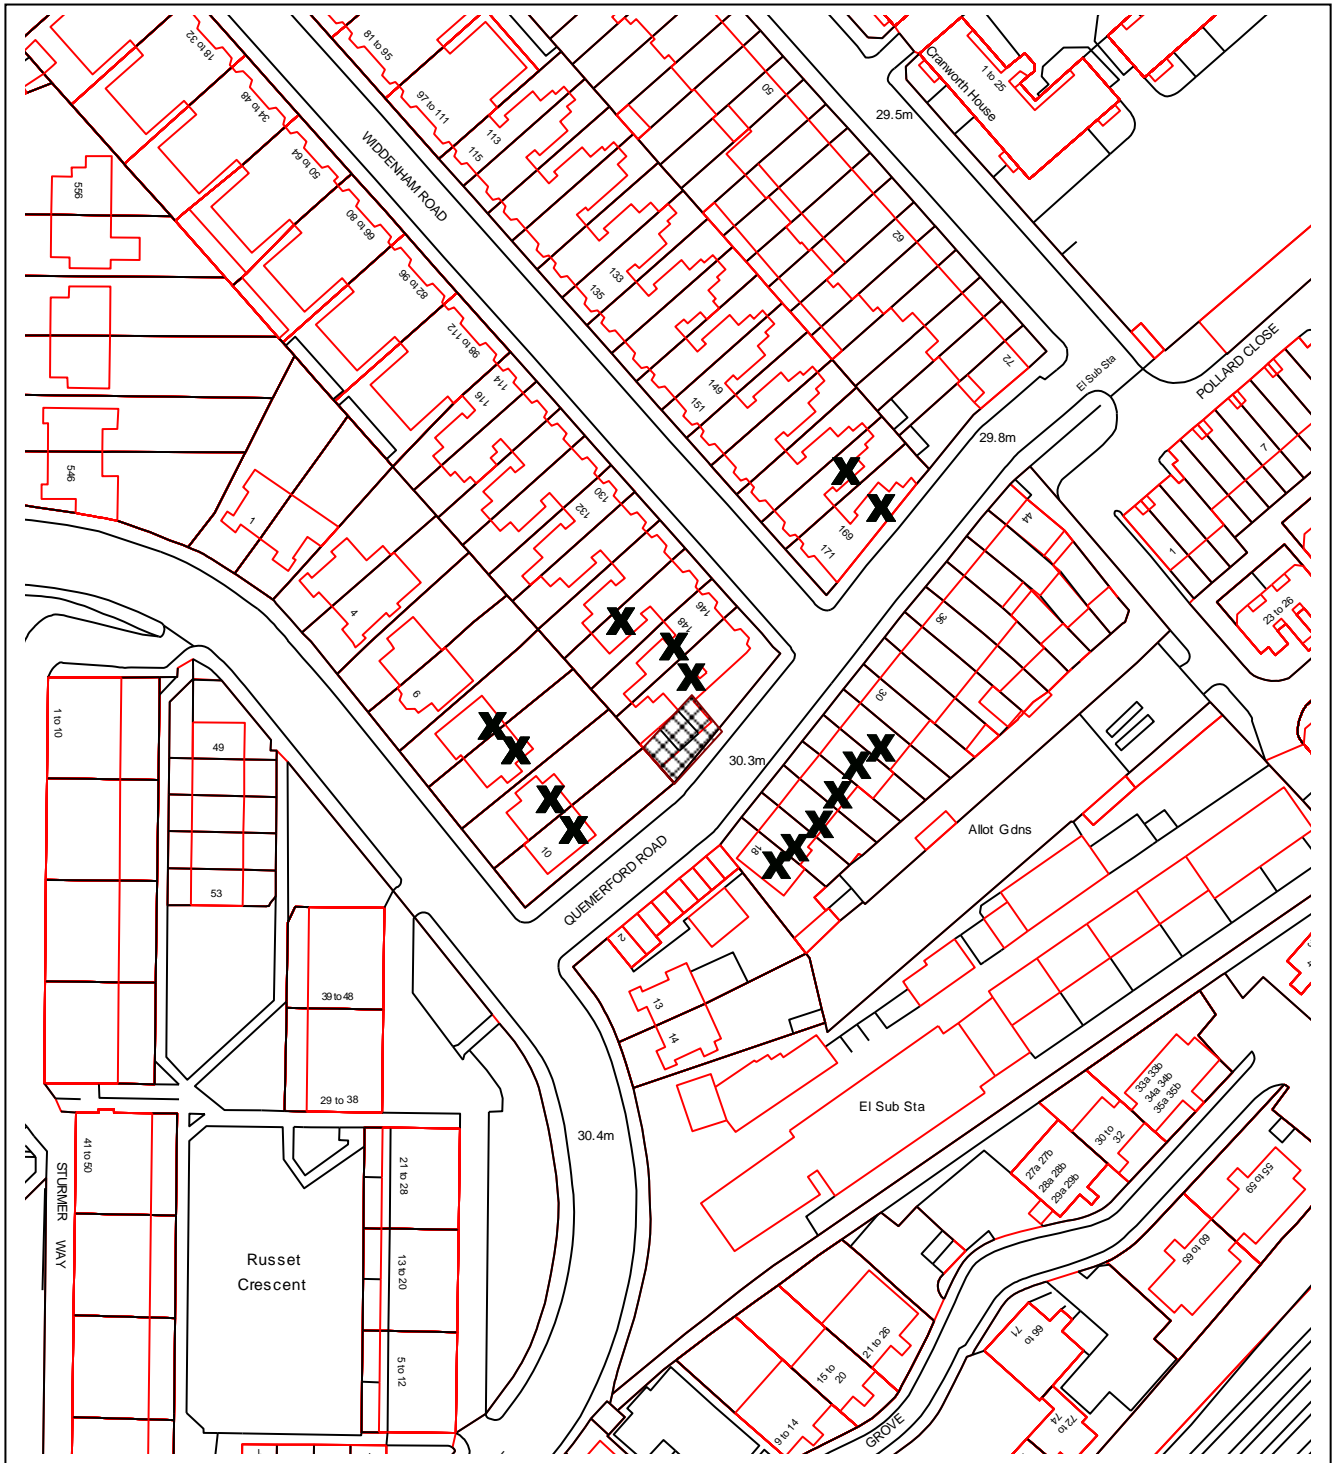 18 to 32
81 to 95
1 to 25
Cranworth House
34 to 48
97 to 111
50
29.5m
113
115
WIDDENHAM ROAD
50 to 64
556
66 to 80
62
82 to 96
133
135
98 to 112
72
El Sub Sta
POLLARD CLOSE
114
116
149
151
29.8m
7
546
130
132
X
X
169
171
44
1
1
4
146
148
X
X
X
36
23 to 26
6
30
1 to 10
49
X
X
30.3m
X
X
X
X
X
X
X
X
10
18
Allot Gdns
53
QUEMERFORD ROAD
2
39 to 48
13
14
29 to 38
El Sub Sta
33a 33b
34a 34b
35a 35b
30 to
32
27a 27b
28a 28b
29a 29b
30.4m
41 to 50
STURMER WAY
21 to 28
55 to 59
60 to 65
Russet
Crescent
13 to 20
66 to
71
21 to 26
15 to
20
5 to 12
9 to 14
GROVE
72 to
74